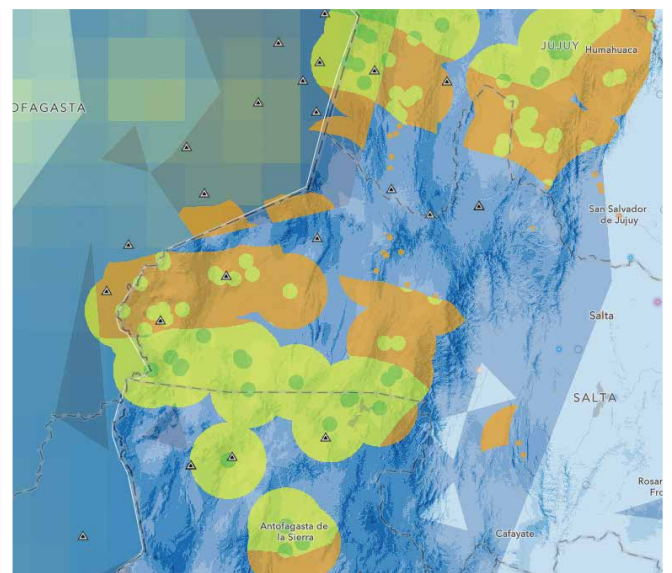 JUJUY
Humahuaca
OFAGASTA
San Salvador
de Jujuy
Salta
SALTA
Rosar
Fro
Antofagasta de
la Sierra
Cafayate